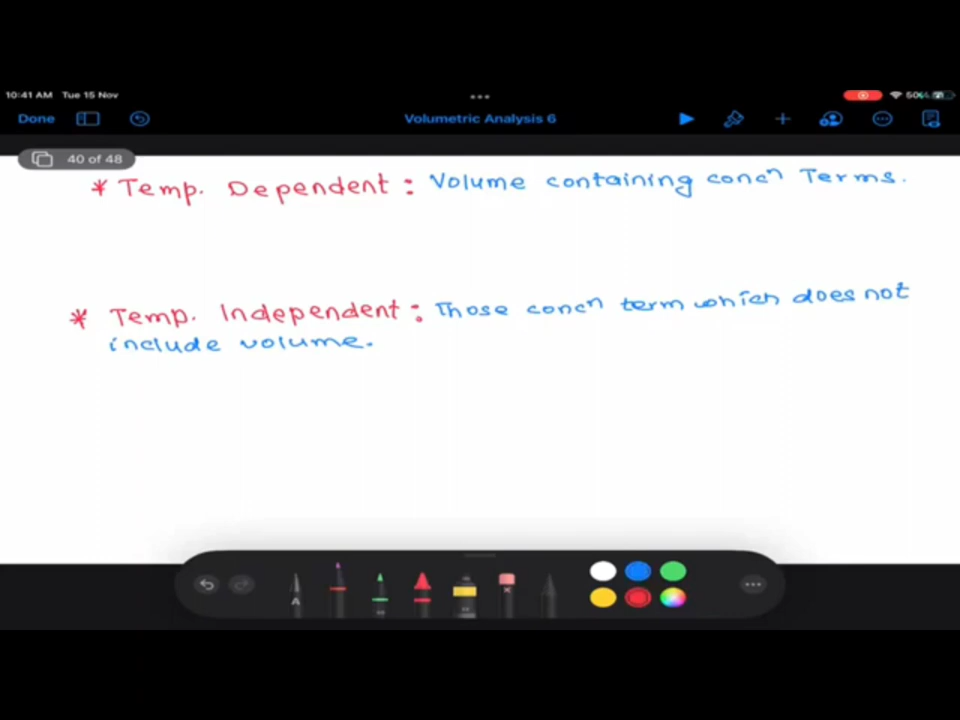 10:41 AM Tue 15 Nov
50%
Done
Volumetric Analysis 6
40 of 48
* Temp. Dependent : Volume containing concⁿ Terms.
* Temp. Independent : Those concⁿ term which does not
include volume.
A